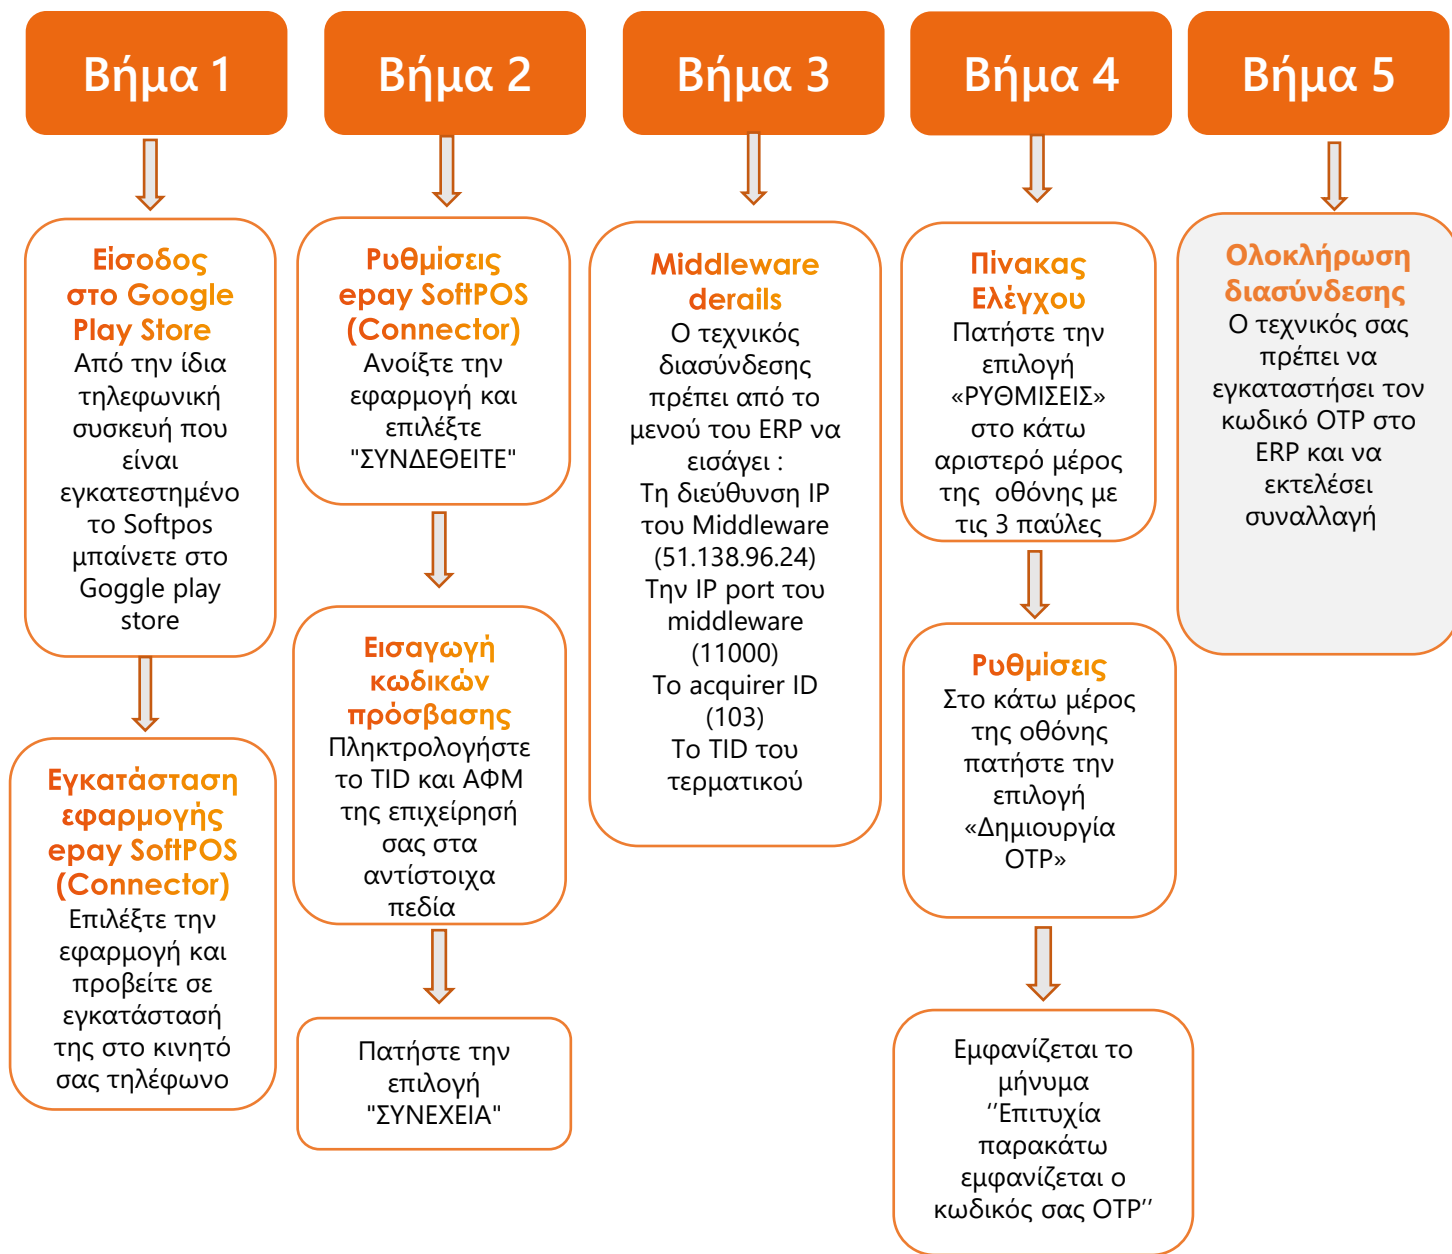 Βήμα 1
Είσοδος
στο Google
Play Store
Από την ίδια
τηλεφωνική
συσκευή που
είναι
εγκατεστημένο
το Softpos
μπαίνετε στο
Goggle play
store
Εγκατάσταση
εφαρμογής
epay SoftPOS
(Connector)
Επιλέξτε την
εφαρμογή και
προβείτε σε
εγκατάστασή
της στο κινητό
σας τηλέφωνο
Βήμα 2
Ρυθμίσεις
epay SoftPOS
(Connector)
Ανοίξτε την
εφαρμογή και
επιλέξτε
"ΣΥΝΔΕΘΕΙΤΕ"
Εισαγωγή
κωδικών
πρόσβασης
Πληκτρολογήστε
το TID και ΑΦΜ
της επιχείρησή
σας στα
αντίστοιχα
πεδία
Πατήστε την
επιλογή
"ΣΥΝΕΧΕΙΑ"
Βήμα 3
Middleware
derails
Ο τεχνικός
διασύνδεσης
πρέπει από το
μενού του ERP να
εισάγει :
Τη διεύθυνση IP
του Middleware
(51.138.96.24)
Την IP port του
middleware
(11000)
Το acquirer ID
(103)
Το TID του
τερματικού
Βήμα 4
Πίνακας
Ελέγχου
Πατήστε την
επιλογή
«ΡΥΘΜΙΣΕΙΣ»
στο κάτω
αριστερό μέρος
της οθόνης με
τις 3 παύλες
Ρυθμίσεις
Στο κάτω μέρος
της οθόνης
πατήστε την
επιλογή
«Δημιουργία
OTP»
Εμφανίζεται το
μήνυμα
’’Επιτυχία
παρακάτω
εμφανίζεται ο
κωδικός σας OTP’’
Βήμα 5
Ολοκλήρωση
διασύνδεσης
Ο τεχνικός σας
πρέπει να
εγκαταστήσει τον
κωδικό OTP στο
ERP και να
εκτελέσει
συναλλαγή